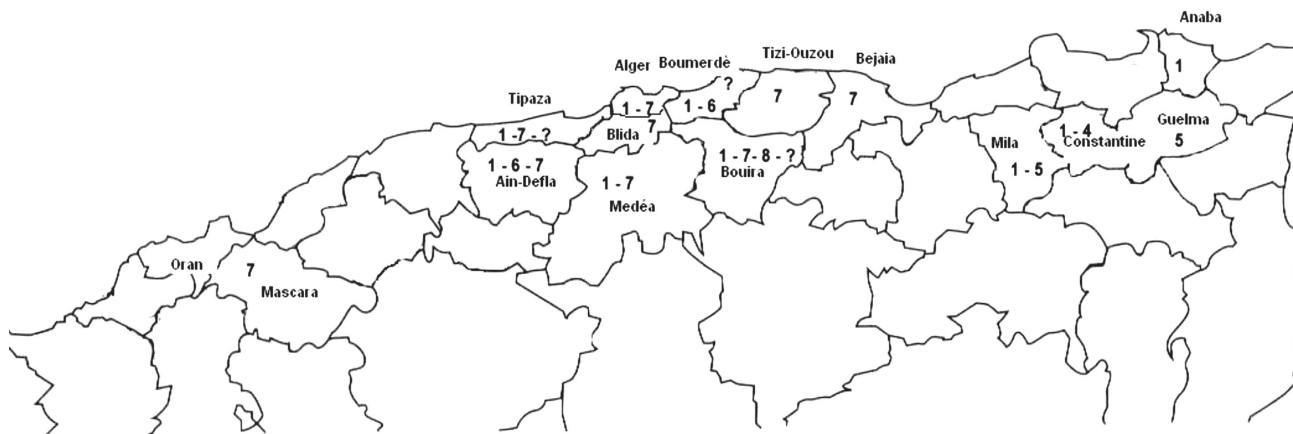 Anaba
Tizi-Ouzou
Bejaia
Alger
Boumerdè
?
1
1 - 7
1 - 6
7
7
Tipaza
1 -7 - ?
Blida
7
Guelma
5
1 - 4
Constantine
Mila
1 - 5
1 - 6 - 7
Ain-Defla
1 - 7 - 8 - ?
Bouira
1 - 7
Medéa
Oran
7
Mascara